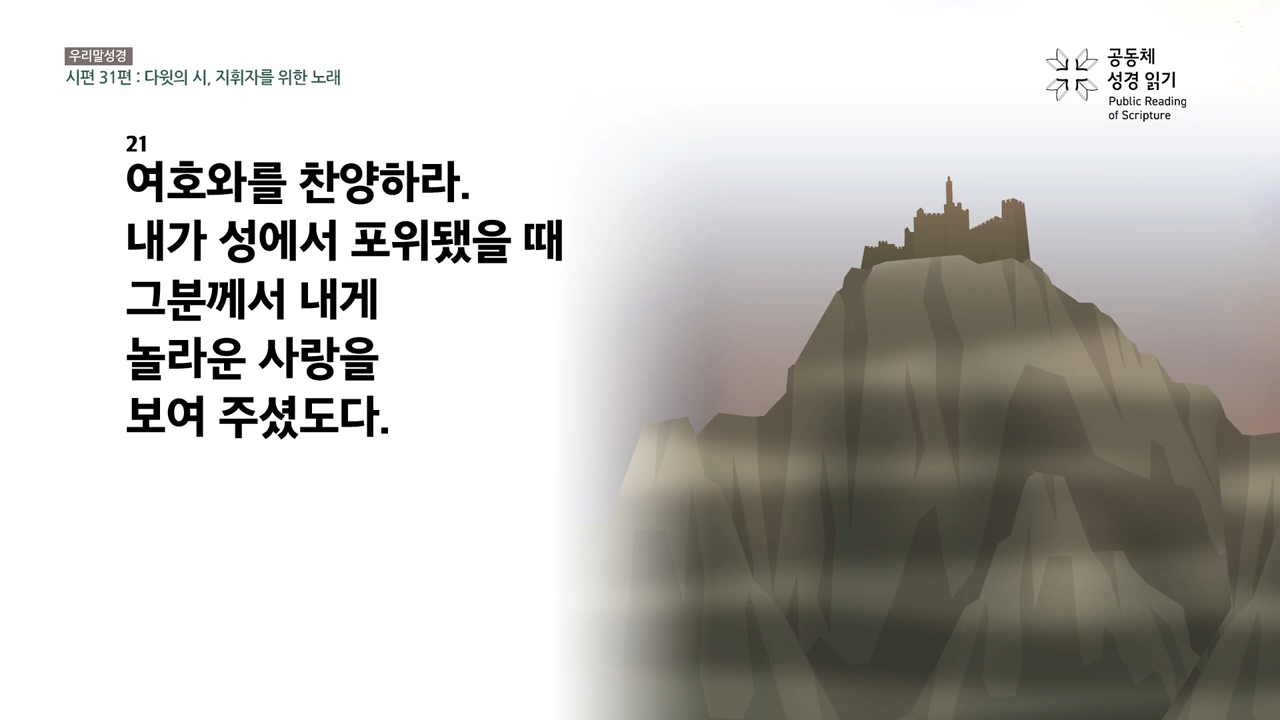 우리말성경
시편 31편 : 다윗의 시, 지휘자를 위한 노래
공동체
성경 읽기
Public Reading
of Scripture
21
여호와를 찬양하라.
내가 성에서 포위됐을 때
그분께서 내게
놀라운 사랑을
보여 주셨도다.